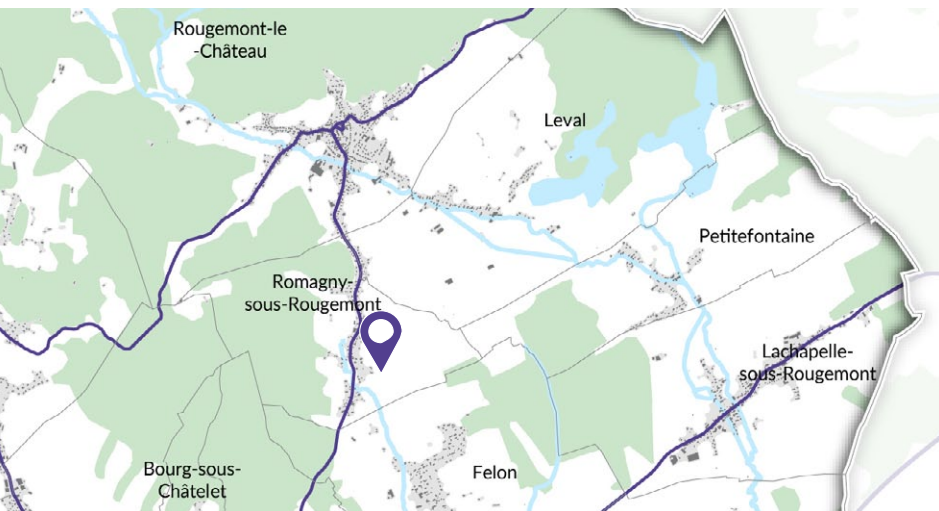 Rougemont-le
-Château
Leval
Petitefontaine
Romagny-
sous-Rougemont
Lachapelle-
sous-Rougemont
Bourg-sous-
Châtelet
Felon